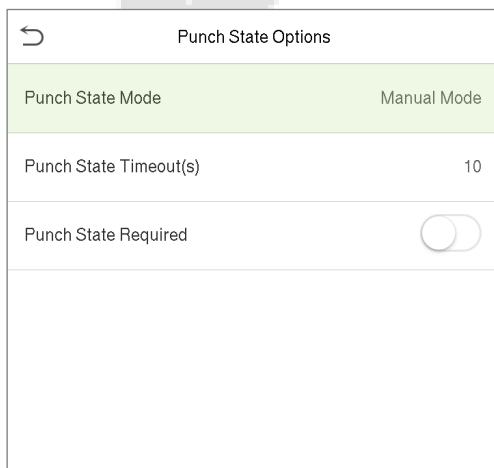 Punch State Options
Punch State Mode Manual Mode
Punch State Timeout(s) 10
Punch State Required